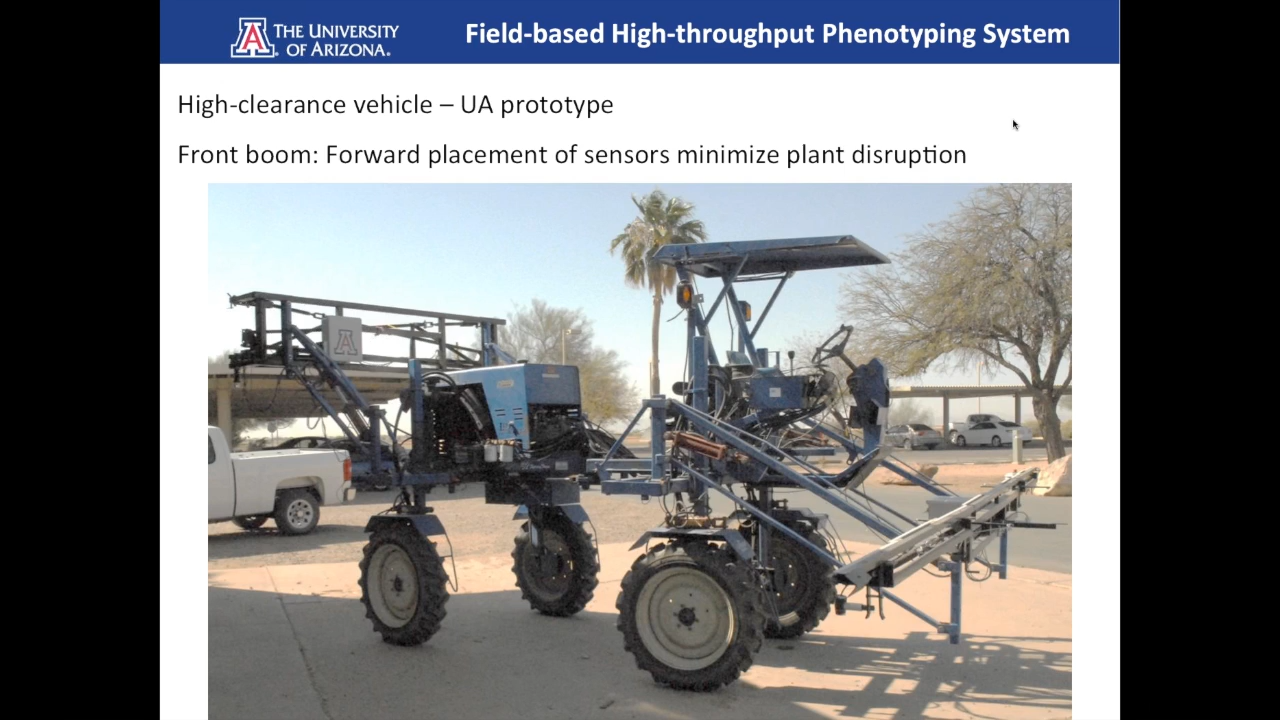 THE UNIVERSITY
OF ARIZONA.
Field-based High-throughput Phenotyping System
High-clearance vehicle – UA prototype
Front boom: Forward placement of sensors minimize plant disruption
A